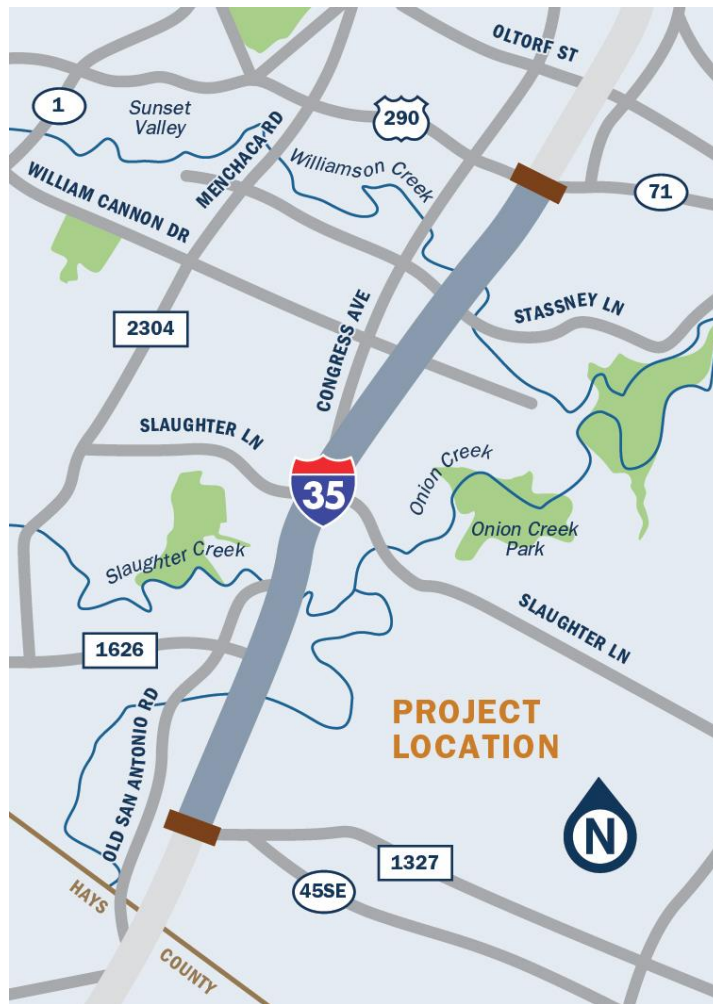 OLTORF ST
1
Sunset
Valley
290
MENCHACA RD
Williamson Creek
71
WILLIAM CANNON DR
STASSNEY LN
2304
CONGRESS AVE
SLAUGHTER LN
35
Onion Creek
Onion Creek
Park
Slaughter Creek
SLAUGHTER LN
1626
PROJECT
LOCATION
OLD SAN ANTONIO RD
N
1327
45SE
HAYS
COUNTY